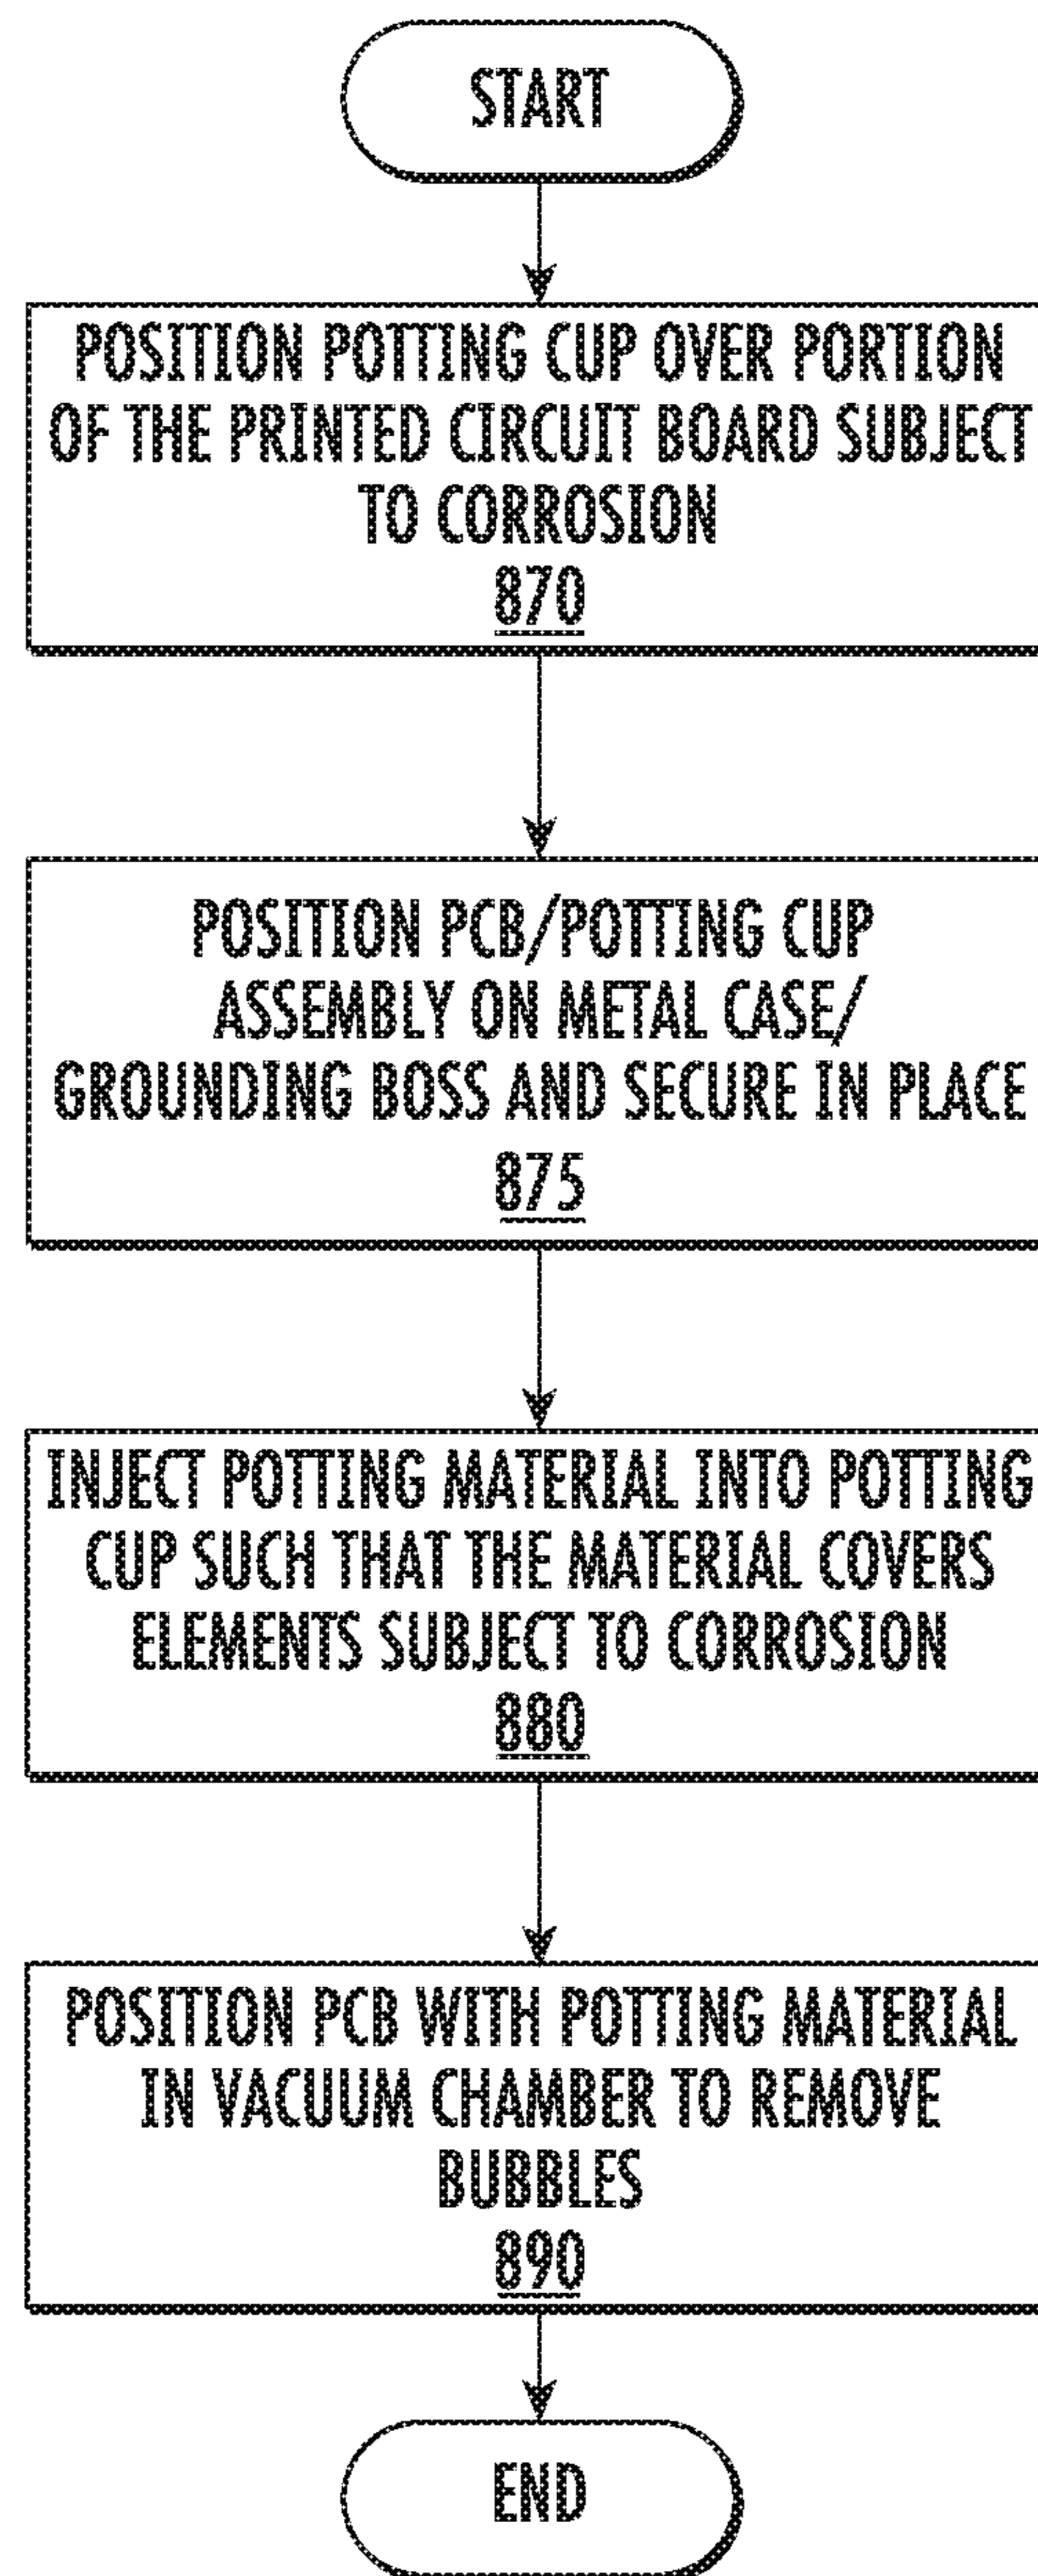 START
POSITION POTTING CUP OVER PORTION
OF THE PRINTED CIRCUIT BOARD SUBJECT
TO CORROSION
870
POSITION PCB/POTTING CUP
ASSEMBLY ON METAL CASE/
GROUNDING BOSS AND SECURE IN PLACE
875
INJECT POTTING MATERIAL INTO POTTING
CUP SUCH THAT THE MATERIAL COVERS
ELEMENTS SUBJECT TO CORROSION
880
POSITION PCB WITH POTTING MATERIAL
IN VACUUM CHAMBER TO REMOVE
BUBBLES
890
END